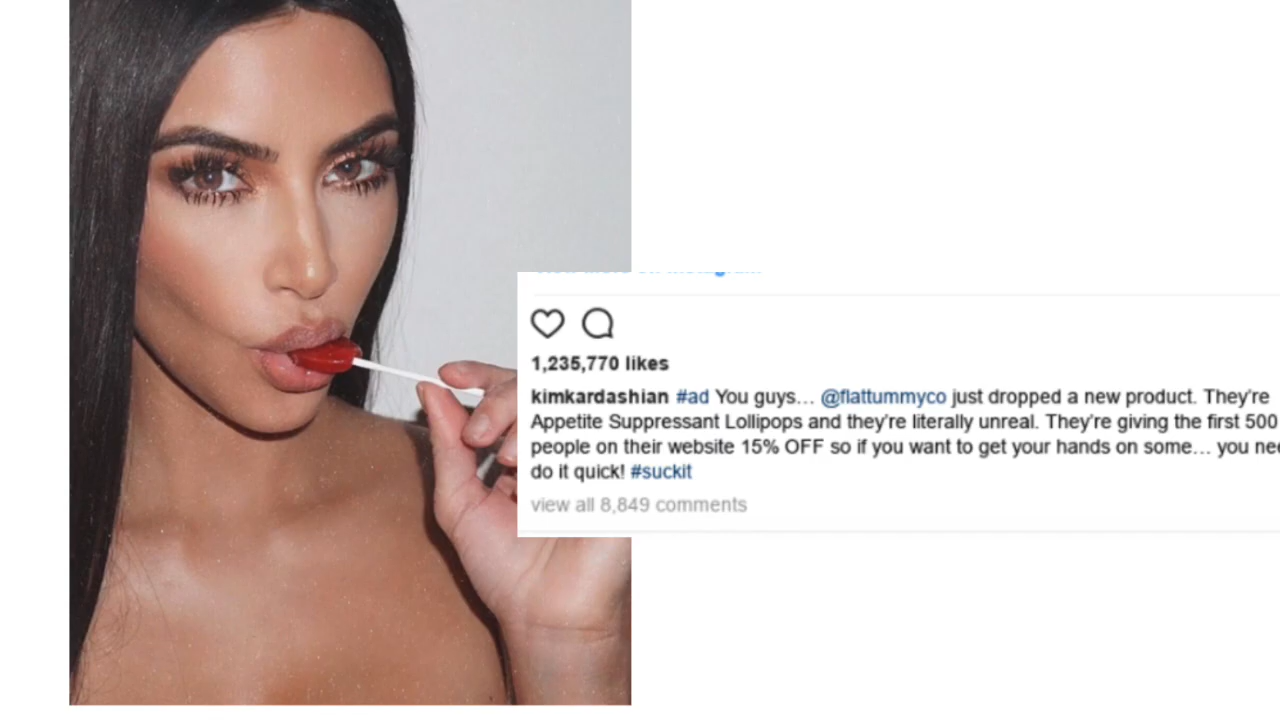 1,235,770 likes
kimkardashian #ad You guys... @flattummyco just dropped a new product. They're
Appetite Suppressant Lollipops and they're literally unreal. They're giving the first 500
people on their website 15% OFF so if you want to get your hands on some... you
do it quick! #suckit
view all 8,849 comments